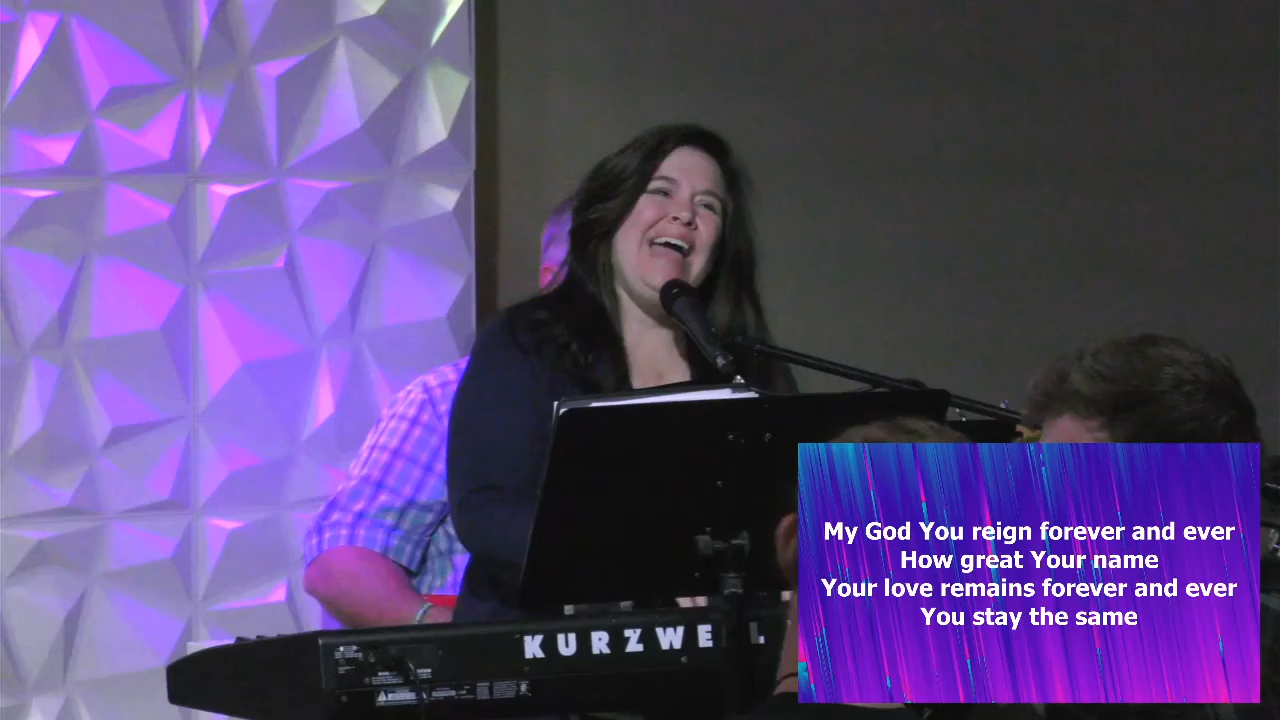 KURZWE L
My God You reign forever and ever
How great Your name
Your love remains forever and ever
You stay the same